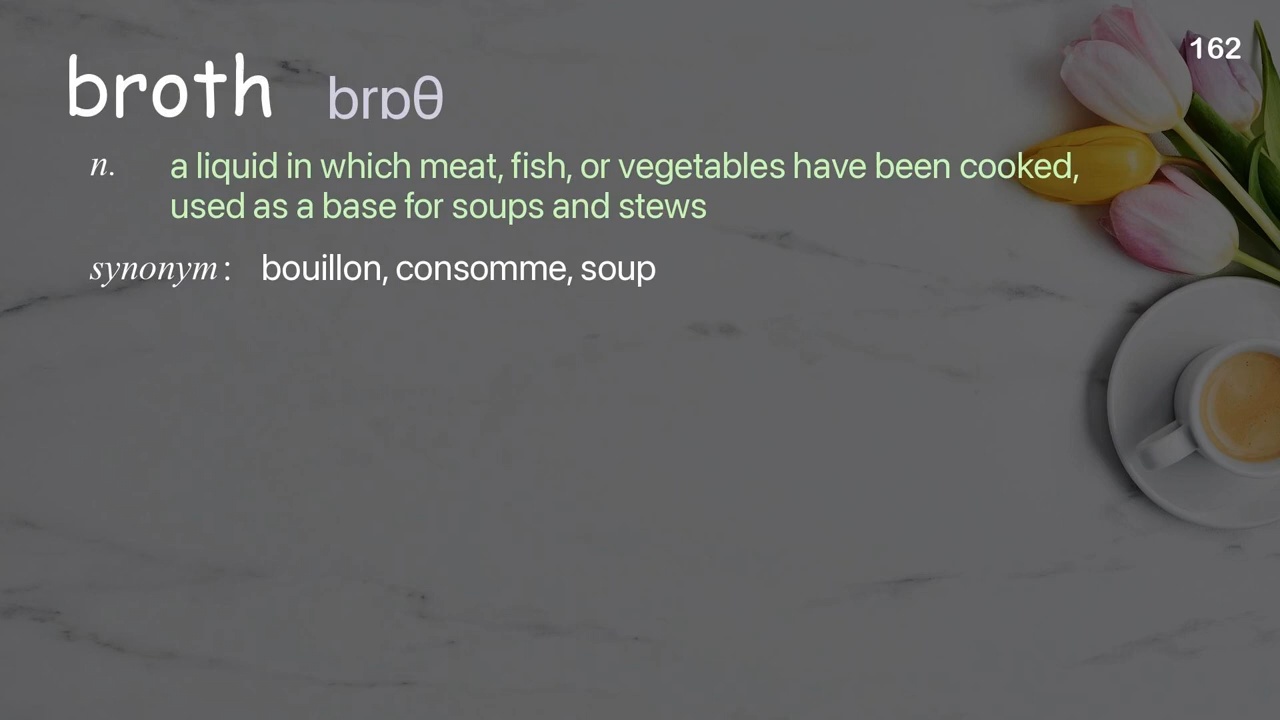 162
broth brɒθ
n. a liquid in which meat, fish, or vegetables have been cooked,
used as a base for soups and stews
synonym: bouillon, consomme, soup